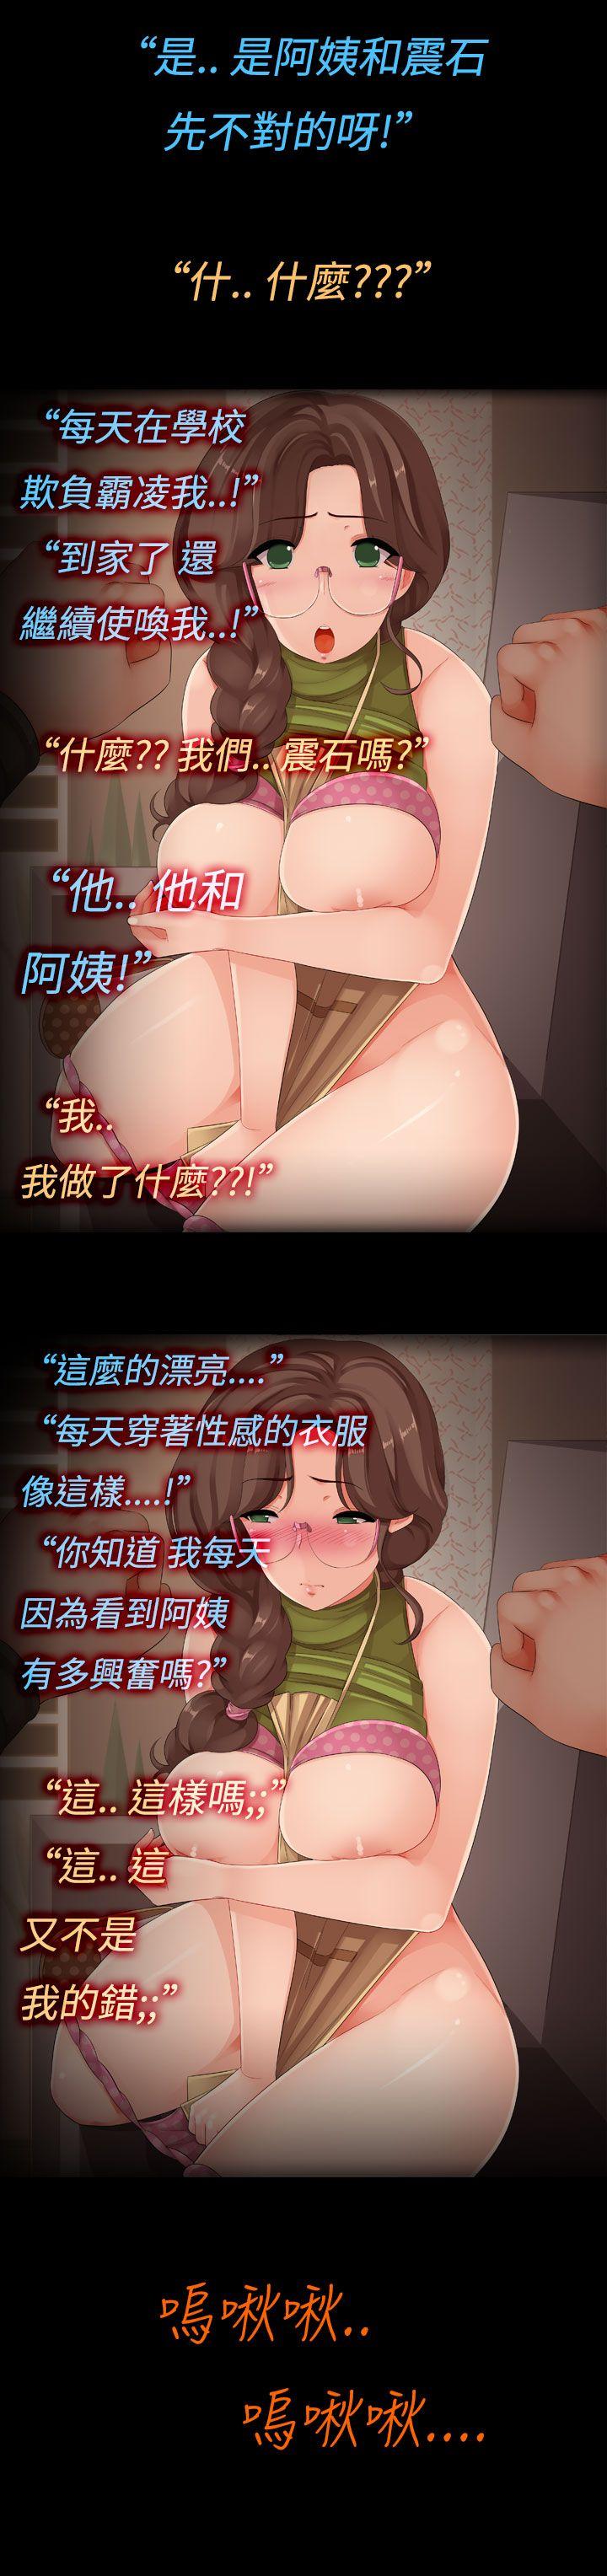 “是.. 是阿姨和震石
先不對的呀!”
“什.. 什麼???”
“每天在學校
欺負霸凌我..!”
“到家了 還
繼續使喚我..!”
“什麼?? 我們.. 震石嗎?”
“他.. 他和
阿姨!”
“我..
我做了什麼??!”
“這麼的漂亮....”
“每天穿著性感的衣服
像這樣....!”
“你知道 我每天
因為看到阿姨
有多興奮嗎?”
“這.. 這樣嗎;;”
“這.. 這
又不是
我的錯;;”
嗚啾啾..
嗚啾啾....